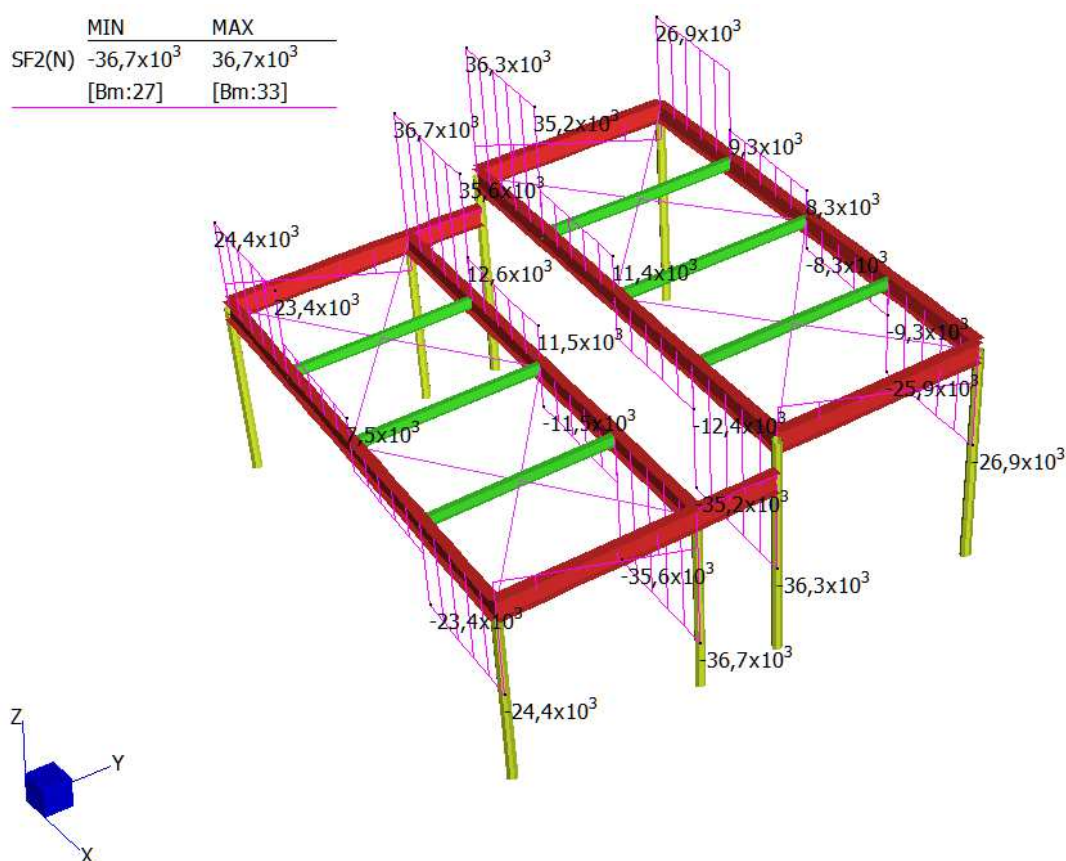 MIN MAX
SF2(N) -36,7x10³ 36,7x10³
[Bm:27] [Bm:33]
26,9x10³
36,3x10³
35,2x10³
36,7x10³
9,3x10³
35,6x10³
8,3x10³
24,4x10³
12,6x10³
11,4x10³
-8,3x10³
23,4x10³
11,5x10³
-9,3x10³
-25,9x10³
-11,5x10³
-12,4x10³
7,5x10³
-26,9x10³
-35,2x10³
-35,6x10³
-36,3x10³
-23,4x10³
-36,7x10³
-24,4x10³
Z
Y
X